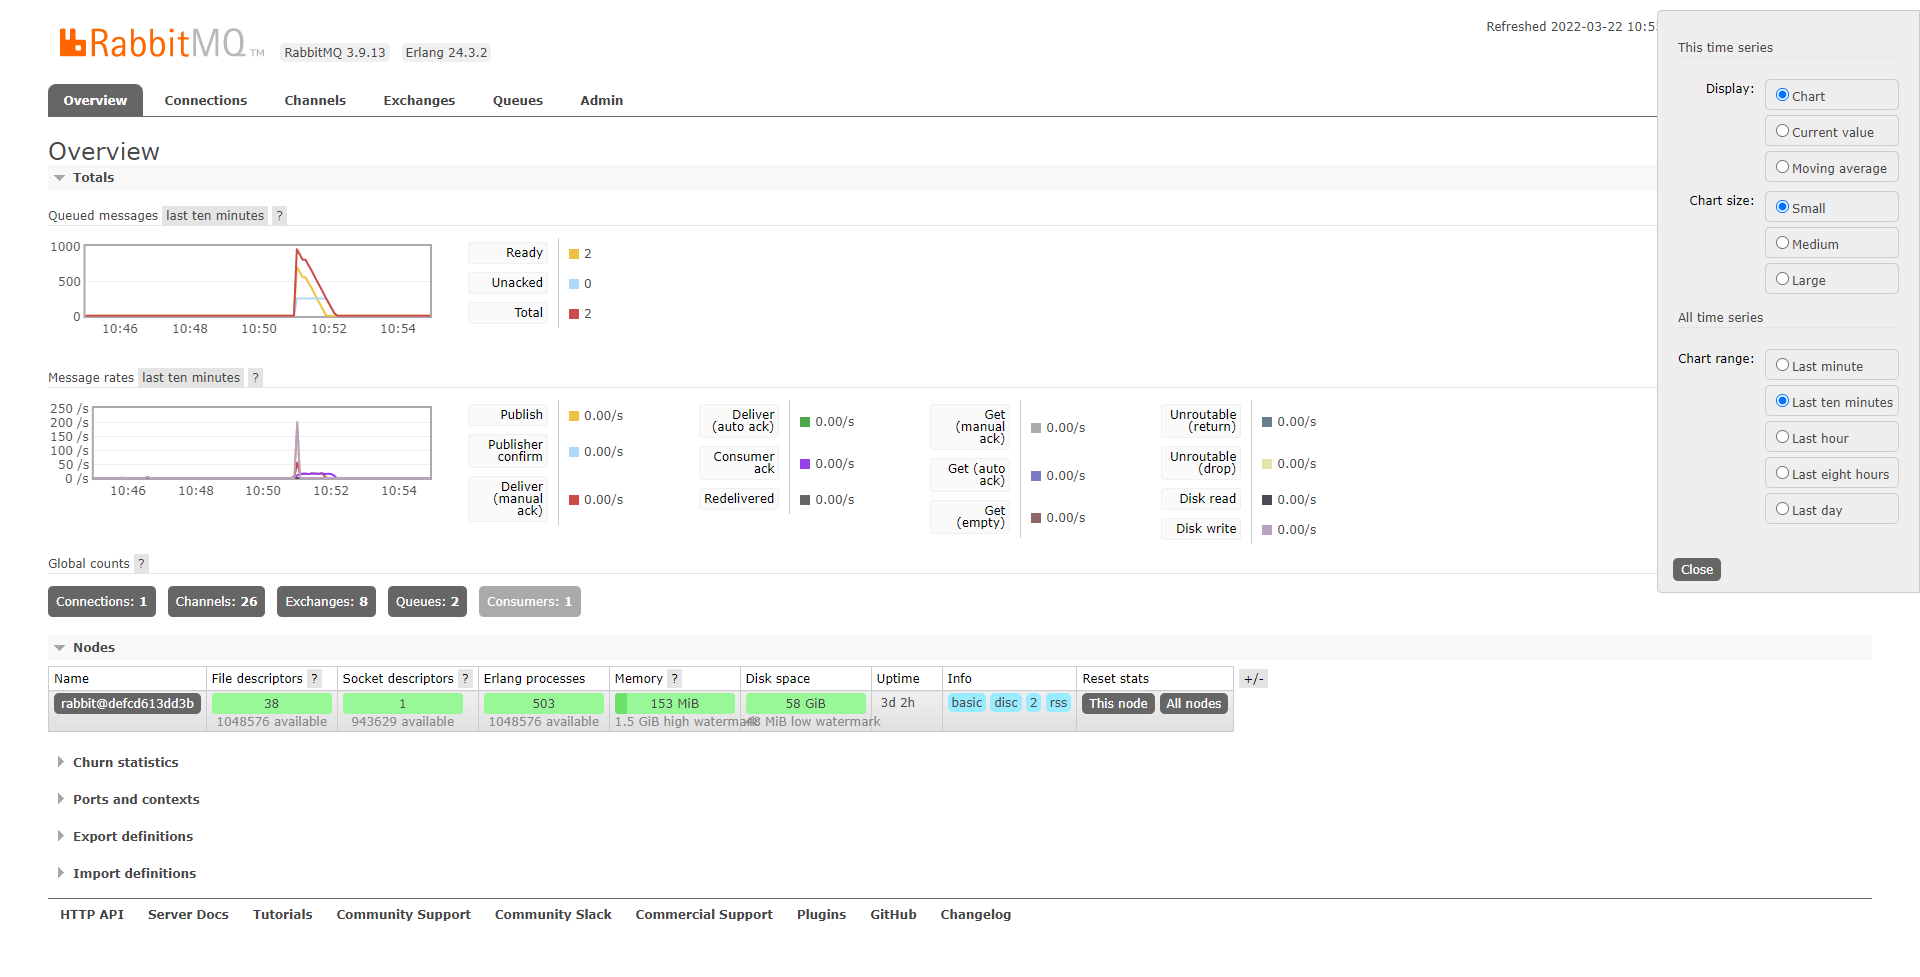 RabbitMQ TM RabbitMQ 3.9.13 Erlang 24.3.2
Refreshed 2022-03-22 10:5
Overview Connections Channels Exchanges Queues Admin
Overview
Totals
Queued messages last ten minutes ?
1000
500
0
10:46 10:48 10:50 10:52 10:54
Ready 2
Unacked 0
Total 2
Message rates last ten minutes ?
250 /s
200 /s
150 /s
100 /s
50 /s
0 /s
10:46 10:48 10:50 10:52 10:54
Publish 0.00/s
Publisher
confirm 0.00/s
Deliver
(manual
ack) 0.00/s
Deliver
(auto ack) 0.00/s
Consumer
ack 0.00/s
Redelivered 0.00/s
Get
(manual
ack) 0.00/s
Get (auto
ack) 0.00/s
Get
(empty) 0.00/s
Unroutable
(return) 0.00/s
Unroutable
(drop) 0.00/s
Disk read 0.00/s
Disk write 0.00/s
Global counts ?
Connections: 1 Channels: 26 Exchanges: 8 Queues: 2 Consumers: 1
Nodes
Name File descriptors ? Socket descriptors ? Erlang processes Memory ? Disk space Uptime Info Reset stats +/-
rabbit@defcd613dd3b 38 1 503 153 MiB 58 GiB 3d 2h basic disc 2 rss This node All nodes
1048576 available 943629 available 1048576 available 1.5 GiB high watermark 48 MiB low watermark
Churn statistics
Ports and contexts
Export definitions
Import definitions
HTTP API Server Docs Tutorials Community Support Community Slack Commercial Support Plugins GitHub Changelog
This time series
Display: Chart
Current value
Moving average
Chart size: Small
Medium
Large
All time series
Chart range: Last minute
Last ten minutes
Last hour
Last eight hours
Last day
Close